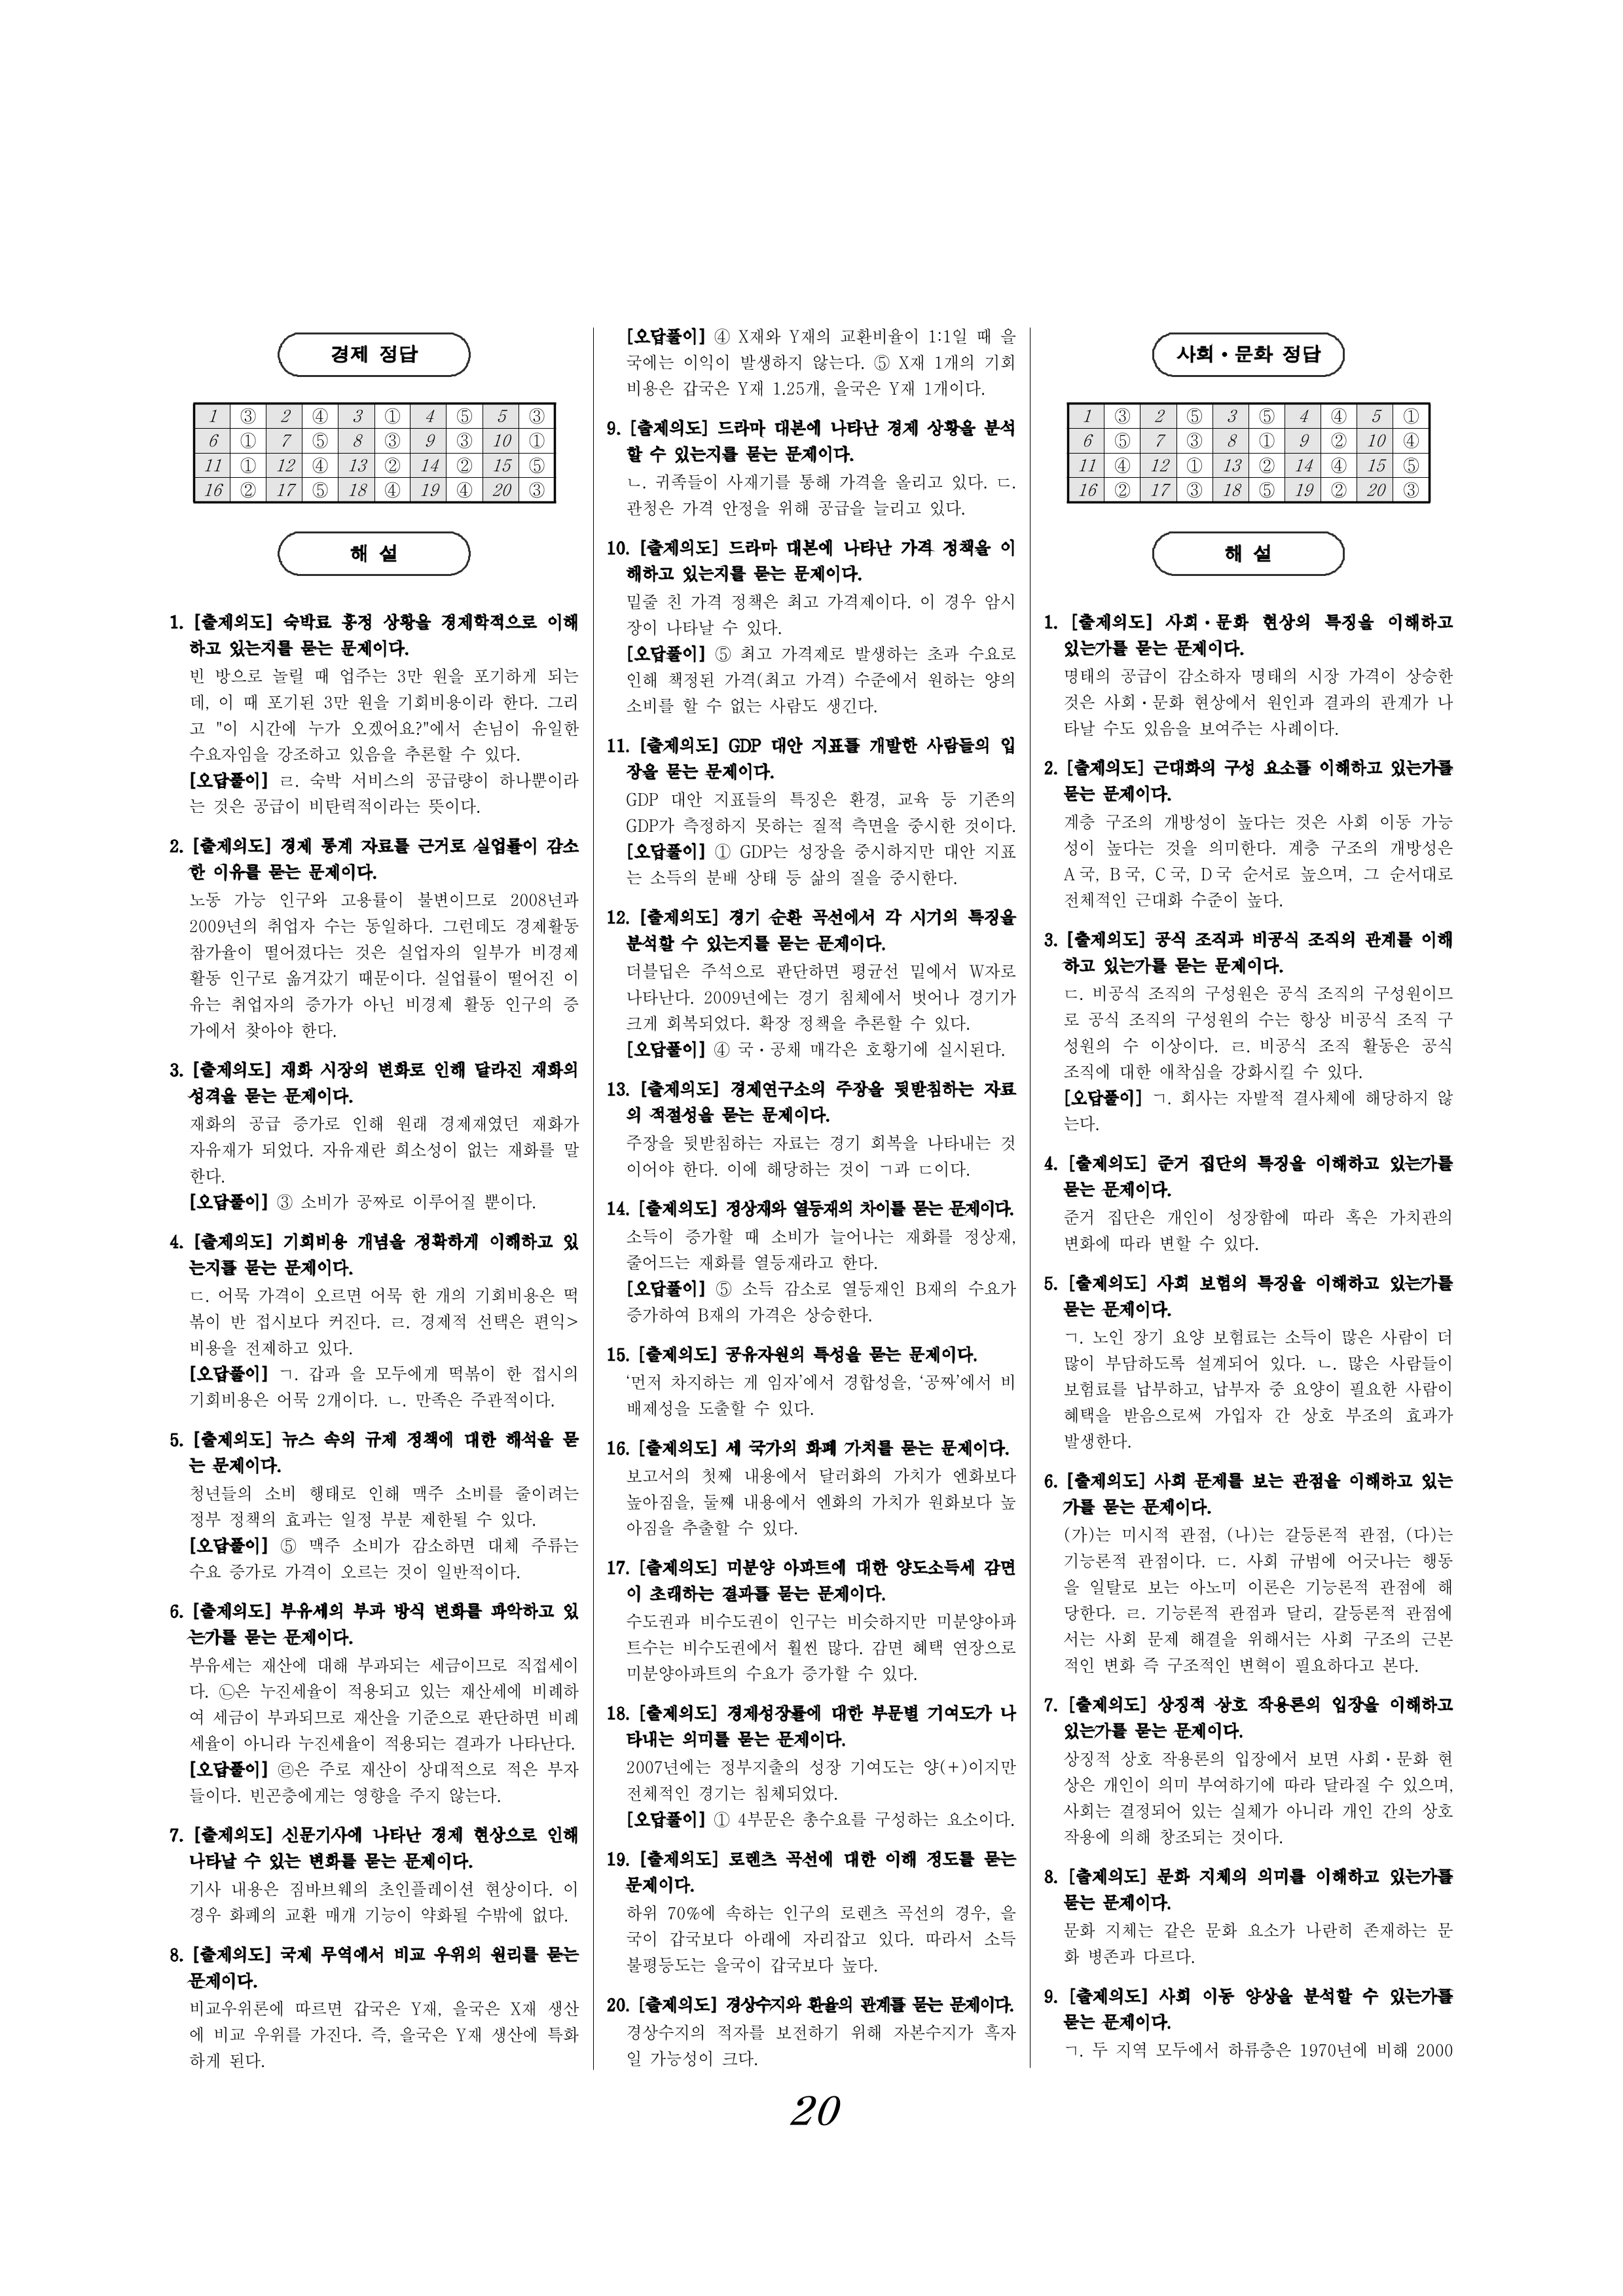 경제 정답
1 ③ 2 ④ 3 ① 4 ⑤ 5 ③
6 ① 7 ⑤ 8 ③ 9 ③ 10 ①
11 ① 12 ④ 13 ② 14 ② 15 ⑤
16 ② 17 ⑤ 18 ④ 19 ④ 20 ③
해 설
1. [출제의도] 숙박료 흥정 상황을 경제학적으로 이해
하고 있는지를 묻는 문제이다.
빈 방으로 놀릴 때 업주는 3만 원을 포기하게 되는
데, 이 때 포기된 3만 원을 기회비용이라 한다. 그리
고 "이 시간에 누가 오겠어요?"에서 손님이 유일한
수요자임을 강조하고 있음을 추론할 수 있다.
[오답풀이] ㄹ. 숙박 서비스의 공급량이 하나뿐이라
는 것은 공급이 비탄력적이라는 뜻이다.
2. [출제의도] 경제 통계 자료를 근거로 실업률이 감소
한 이유를 묻는 문제이다.
노동 가능 인구와 고용률이 불변이므로 2008년과
2009년의 취업자 수는 동일하다. 그런데도 경제활동
참가율이 떨어졌다는 것은 실업자의 일부가 비경제
활동 인구로 옮겨갔기 때문이다. 실업률이 떨어진 이
유는 취업자의 증가가 아닌 비경제 활동 인구의 증
가에서 찾아야 한다.
3. [출제의도] 재화 시장의 변화로 인해 달라진 재화의
성격을 묻는 문제이다.
재화의 공급 증가로 인해 원래 경제재였던 재화가
자유재가 되었다. 자유재란 희소성이 없는 재화를 말
한다.
[오답풀이] ③ 소비가 공짜로 이루어질 뿐이다.
4. [출제의도] 기회비용 개념을 정확하게 이해하고 있
는지를 묻는 문제이다.
ㄷ. 어묵 가격이 오르면 어묵 한 개의 기회비용은 떡
볶이 반 접시보다 커진다. ㄹ. 경제적 선택은 편익>
비용을 전제하고 있다.
[오답풀이] ㄱ. 갑과 을 모두에게 떡볶이 한 접시의
기회비용은 어묵 2개이다. ㄴ. 만족은 주관적이다.
5. [출제의도] 뉴스 속의 규제 정책에 대한 해석을 묻
는 문제이다.
청년들의 소비 행태로 인해 맥주 소비를 줄이려는
정부 정책의 효과는 일정 부분 제한될 수 있다.
[오답풀이] ⑤ 맥주 소비가 감소하면 대체 주류는
수요 증가로 가격이 오르는 것이 일반적이다.
6. [출제의도] 부유세의 부과 방식 변화를 파악하고 있
는가를 묻는 문제이다.
부유세는 재산에 대해 부과되는 세금이므로 직접세이
다. ㉡은 누진세율이 적용되고 있는 재산세에 비례하
여 세금이 부과되므로 재산을 기준으로 판단하면 비례
세율이 아니라 누진세율이 적용되는 결과가 나타난다.
[오답풀이] ㉣은 주로 재산이 상대적으로 적은 부자
들이다. 빈곤층에게는 영향을 주지 않는다.
7. [출제의도] 신문기사에 나타난 경제 현상으로 인해
나타날 수 있는 변화를 묻는 문제이다.
기사 내용은 짐바브웨의 초인플레이션 현상이다. 이
경우 화폐의 교환 매개 기능이 약화될 수밖에 없다.
8. [출제의도] 국제 무역에서 비교 우위의 원리를 묻는
문제이다.
비교우위론에 따르면 갑국은 Y재, 을국은 X재 생산
에 비교 우위를 가진다. 즉, 을국은 Y재 생산에 특화
하게 된다.
[오답풀이] ④ X재와 Y재의 교환비율이 1:1일 때 을
국에는 이익이 발생하지 않는다. ⑤ X재 1개의 기회
비용은 갑국은 Y재 1.25개, 을국은 Y재 1개이다.
9. [출제의도] 드라마 대본에 나타난 경제 상황을 분석
할 수 있는지를 묻는 문제이다.
ㄴ. 귀족들이 사재기를 통해 가격을 올리고 있다. ㄷ.
관청은 가격 안정을 위해 공급을 늘리고 있다.
10. [출제의도] 드라마 대본에 나타난 가격 정책을 이
해하고 있는지를 묻는 문제이다.
밑줄 친 가격 정책은 최고 가격제이다. 이 경우 암시
장이 나타날 수 있다.
[오답풀이] ⑤ 최고 가격제로 발생하는 초과 수요로
인해 책정된 가격(최고 가격) 수준에서 원하는 양의
소비를 할 수 없는 사람도 생긴다.
11. [출제의도] GDP 대안 지표를 개발한 사람들의 입
장을 묻는 문제이다.
GDP 대안 지표들의 특징은 환경, 교육 등 기존의
GDP가 측정하지 못하는 질적 측면을 중시한 것이다.
[오답풀이] ① GDP는 성장을 중시하지만 대안 지표
는 소득의 분배 상태 등 삶의 질을 중시한다.
12. [출제의도] 경기 순환 곡선에서 각 시기의 특징을
분석할 수 있는지를 묻는 문제이다.
더블딥은 주석으로 판단하면 평균선 밑에서 W자로
나타난다. 2009년에는 경기 침체에서 벗어나 경기가
크게 회복되었다. 확장 정책을 추론할 수 있다.
[오답풀이] ④ 국・공채 매각은 호황기에 실시된다.
13. [출제의도] 경제연구소의 주장을 뒷받침하는 자료
의 적절성을 묻는 문제이다.
주장을 뒷받침하는 자료는 경기 회복을 나타내는 것
이어야 한다. 이에 해당하는 것이 ㄱ과 ㄷ이다.
14. [출제의도] 정상재와 열등재의 차이를 묻는 문제이다.
소득이 증가할 때 소비가 늘어나는 재화를 정상재,
줄어드는 재화를 열등재라고 한다.
[오답풀이] ⑤ 소득 감소로 열등재인 B재의 수요가
증가하여 B재의 가격은 상승한다.
15. [출제의도] 공유자원의 특성을 묻는 문제이다.
‘먼저 차지하는 게 임자’에서 경합성을, ‘공짜’에서 비
배제성을 도출할 수 있다.
16. [출제의도] 세 국가의 화폐 가치를 묻는 문제이다.
보고서의 첫째 내용에서 달러화의 가치가 엔화보다
높아짐을, 둘째 내용에서 엔화의 가치가 원화보다 높
아짐을 추출할 수 있다.
17. [출제의도] 미분양 아파트에 대한 양도소득세 감면
이 초래하는 결과를 묻는 문제이다.
수도권과 비수도권이 인구는 비슷하지만 미분양아파
트수는 비수도권에서 훨씬 많다. 감면 혜택 연장으로
미분양아파트의 수요가 증가할 수 있다.
18. [출제의도] 경제성장률에 대한 부문별 기여도가 나
타내는 의미를 묻는 문제이다.
2007년에는 정부지출의 성장 기여도는 양(+)이지만
전체적인 경기는 침체되었다.
[오답풀이] ① 4부문은 총수요를 구성하는 요소이다.
19. [출제의도] 로렌츠 곡선에 대한 이해 정도를 묻는
문제이다.
하위 70%에 속하는 인구의 로렌츠 곡선의 경우, 을
국이 갑국보다 아래에 자리잡고 있다. 따라서 소득
불평등도는 을국이 갑국보다 높다.
20. [출제의도] 경상수지와 환율의 관계를 묻는 문제이다.
경상수지의 적자를 보전하기 위해 자본수지가 흑자
일 가능성이 크다.
사회・문화 정답
1 ③ 2 ⑤ 3 ⑤ 4 ④ 5 ①
6 ⑤ 7 ③ 8 ① 9 ② 10 ④
11 ④ 12 ① 13 ② 14 ④ 15 ⑤
16 ② 17 ③ 18 ⑤ 19 ② 20 ③
해 설
1. [출제의도] 사회・문화 현상의 특징을 이해하고
있는가를 묻는 문제이다.
명태의 공급이 감소하자 명태의 시장 가격이 상승한
것은 사회・문화 현상에서 원인과 결과의 관계가 나
타날 수도 있음을 보여주는 사례이다.
2. [출제의도] 근대화의 구성 요소를 이해하고 있는가를
묻는 문제이다.
계층 구조의 개방성이 높다는 것은 사회 이동 가능
성이 높다는 것을 의미한다. 계층 구조의 개방성은
A국, B국, C국, D국 순서로 높으며, 그 순서대로
전체적인 근대화 수준이 높다.
3. [출제의도] 공식 조직과 비공식 조직의 관계를 이해
하고 있는가를 묻는 문제이다.
ㄷ. 비공식 조직의 구성원은 공식 조직의 구성원이므
로 공식 조직의 구성원의 수는 항상 비공식 조직 구
성원의 수 이상이다. ㄹ. 비공식 조직 활동은 공식
조직에 대한 애착심을 강화시킬 수 있다.
[오답풀이] ㄱ. 회사는 자발적 결사체에 해당하지 않
는다.
4. [출제의도] 준거 집단의 특징을 이해하고 있는가를
묻는 문제이다.
준거 집단은 개인이 성장함에 따라 혹은 가치관의
변화에 따라 변할 수 있다.
5. [출제의도] 사회 보험의 특징을 이해하고 있는가를
묻는 문제이다.
ㄱ. 노인 장기 요양 보험료는 소득이 많은 사람이 더
많이 부담하도록 설계되어 있다. ㄴ. 많은 사람들이
보험료를 납부하고, 납부자 중 요양이 필요한 사람이
혜택을 받음으로써 가입자 간 상호 부조의 효과가
발생한다.
6. [출제의도] 사회 문제를 보는 관점을 이해하고 있는
가를 묻는 문제이다.
(가)는 미시적 관점, (나)는 갈등론적 관점, (다)는
기능론적 관점이다. ㄷ. 사회 규범에 어긋나는 행동
을 일탈로 보는 아노미 이론은 기능론적 관점에 해
당한다. ㄹ. 기능론적 관점과 달리, 갈등론적 관점에
서는 사회 문제 해결을 위해서는 사회 구조의 근본
적인 변화 즉 구조적인 변혁이 필요하다고 본다.
7. [출제의도] 상징적 상호 작용론의 입장을 이해하고
있는가를 묻는 문제이다.
상징적 상호 작용론의 입장에서 보면 사회・문화 현
상은 개인이 의미 부여하기에 따라 달라질 수 있으며,
사회는 결정되어 있는 실체가 아니라 개인 간의 상호
작용에 의해 창조되는 것이다.
8. [출제의도] 문화 지체의 의미를 이해하고 있는가를
묻는 문제이다.
문화 지체는 같은 문화 요소가 나란히 존재하는 문
화 병존과 다르다.
9. [출제의도] 사회 이동 양상을 분석할 수 있는가를
묻는 문제이다.
ㄱ. 두 지역 모두에서 하류층은 1970년에 비해 2000
20